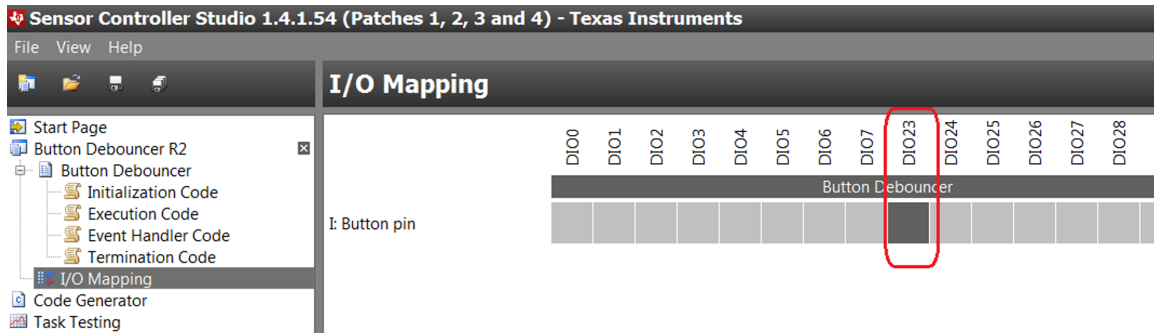 Sensor Controller Studio 1.4.1.54 (Patches 1, 2, 3 and 4) - Texas Instruments
File View Help
I/O Mapping
Start Page
Button Debouncer R2
Button Debouncer
Initialization Code
Execution Code
Event Handler Code
Termination Code
I/O Mapping
Code Generator
Task Testing
DIO0 DIO1 DIO2 DIO3 DIO4 DIO5 DIO6 DIO7 DIO23 DIO24 DIO25 DIO26 DIO27 DIO28
Button Debouncer
I: Button pin